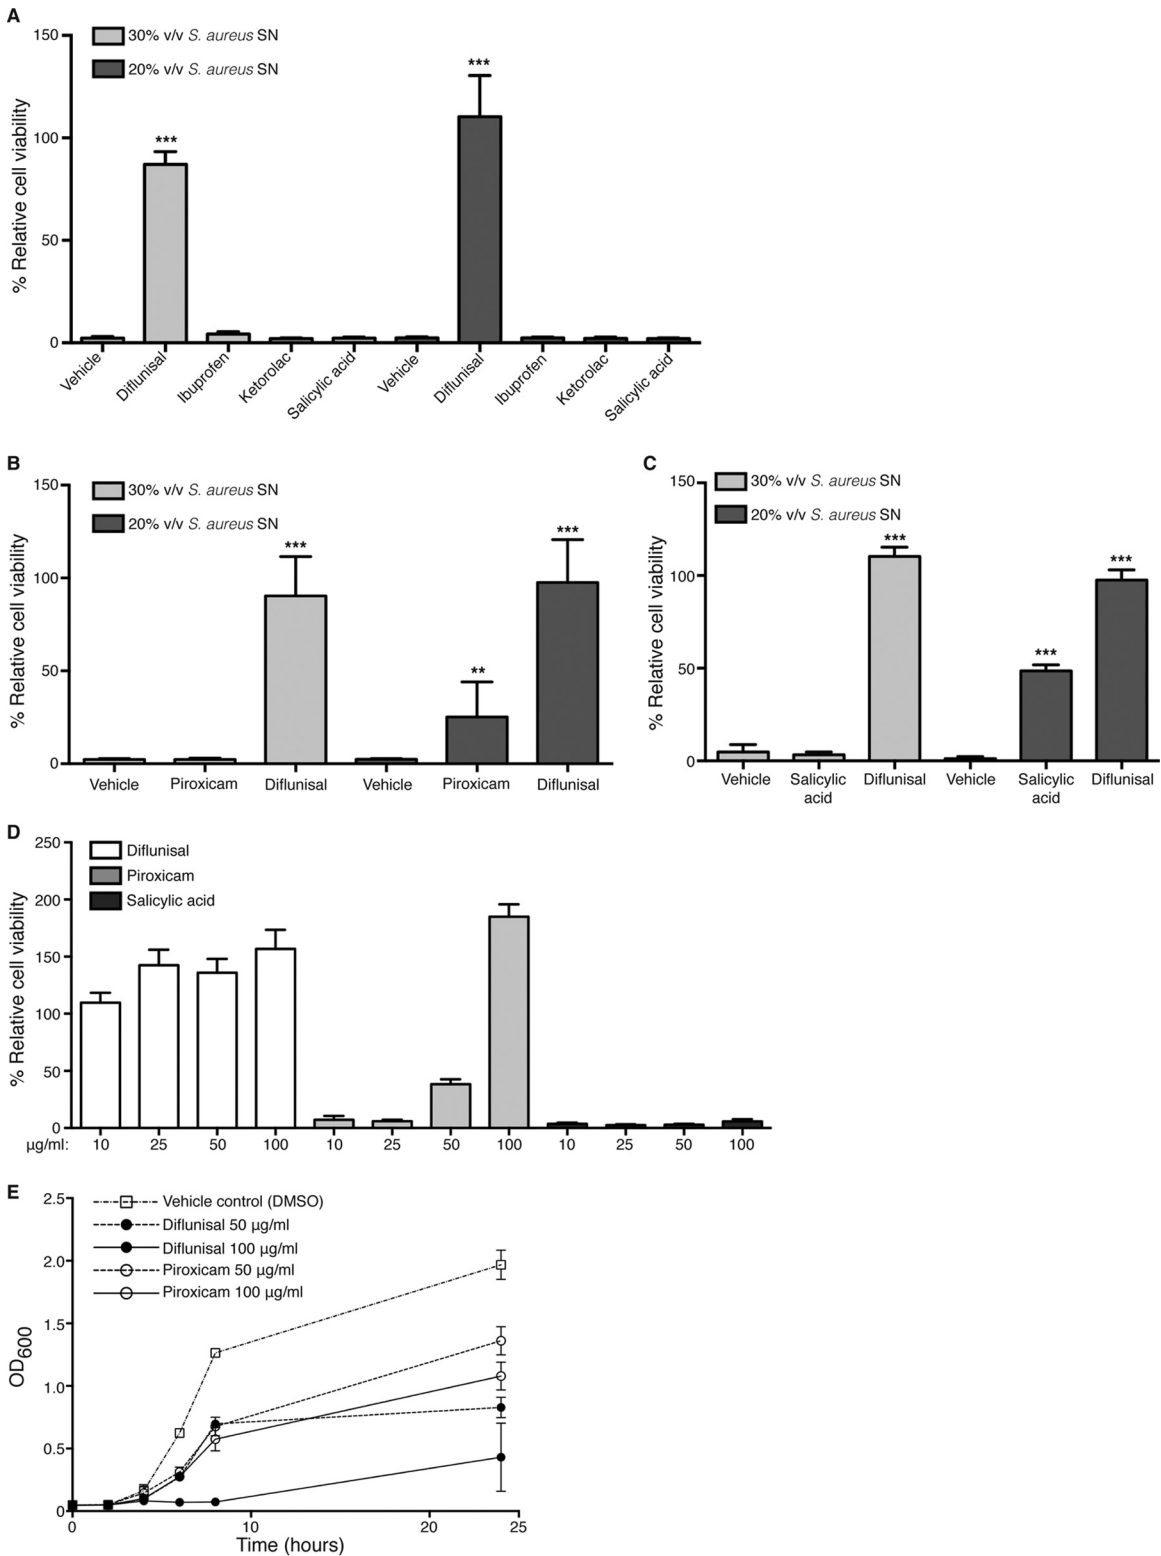 A
150
100
50
0
% Relative cell viability
30% v/v S. aureus SN
20% v/v S. aureus SN
***
***
Vehicle
Diflunisal
Ibuprofen
Ketorolac
Salicylic acid
Vehicle
Diflunisal
Ibuprofen
Ketorolac
Salicylic acid
B
150
100
50
0
% Relative cell viability
30% v/v S. aureus SN
20% v/v S. aureus SN
***
**
***
Vehicle Piroxicam Diflunisal Vehicle Piroxicam Diflunisal
C
150
100
50
0
% Relative cell viability
30% v/v S. aureus SN
20% v/v S. aureus SN
***
***
***
Vehicle Salicylic Diflunisal Vehicle Salicylic Diflunisal
acid acid
D
250
200
150
100
50
0
% Relative cell viability
Diflunisal
Piroxicam
Salicylic acid
µg/ml: 10 25 50 100 10 25 50 100 10 25 50 100
E
2.5
2.0
1.5
1.0
0.5
0
OD600
Vehicle control (DMSO)
Diflunisal 50 µg/ml
Diflunisal 100 µg/ml
Piroxicam 50 µg/ml
Piroxicam 100 µg/ml
0 10 20 25
Time (hours)